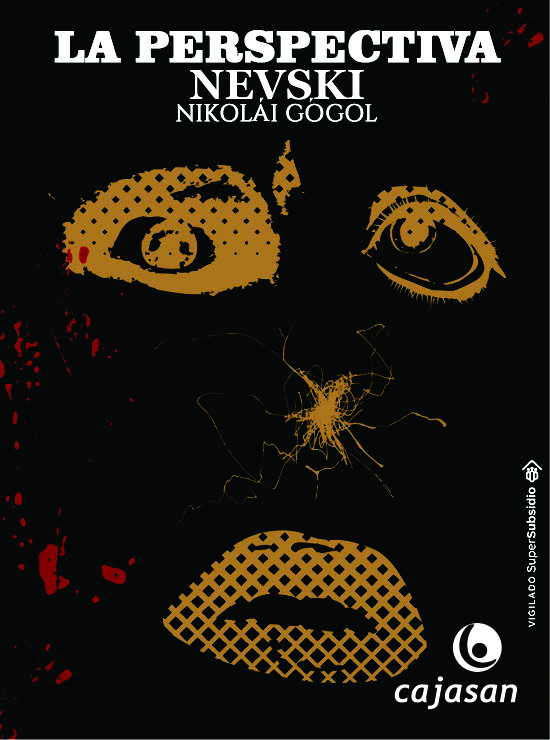 LA PERSPECTIVA
NEVSKI
NIKOLÁI GÓGOL
VIGILADO SuperSubsidio
cajasan